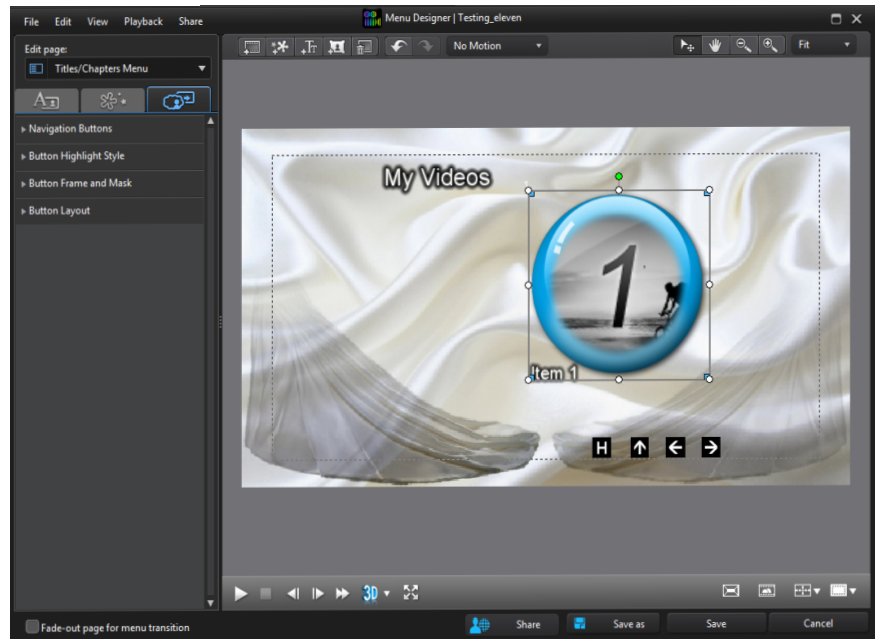 File Edit View Playback Share
Menu Designer | Testing_eleven
Edit page:
Titles/Chapters Menu
No Motion
Fit
Navigation Buttons
Button Highlight Style
Button Frame and Mask
Button Layout
My Videos
1
Item 1
H
3D
Fade-out page for menu transition
Share
Save as
Save
Cancel